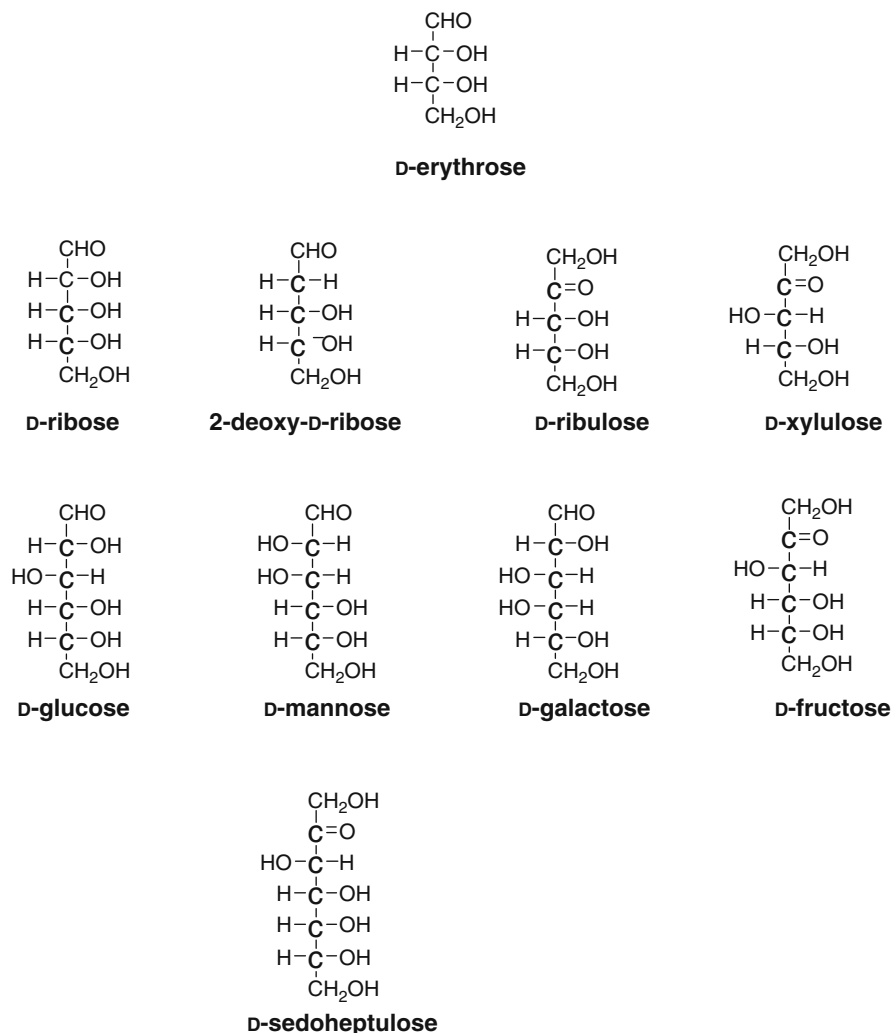 CHO
H–C–OH
H–C–OH
CH₂OH
D-erythrose
CHO
H–C–OH
H–C–OH
H–C–OH
CH₂OH
D-ribose
CHO
H–C–H
H–C–OH
H–C–OH
CH₂OH
2-deoxy-D-ribose
CH₂OH
C=O
H–C–OH
H–C–OH
CH₂OH
D-ribulose
CH₂OH
C=O
HO–C–H
H–C–OH
CH₂OH
D-xylulose
CHO
H–C–OH
HO–C–H
H–C–OH
H–C–OH
CH₂OH
D-glucose
CHO
HO–C–H
HO–C–H
H–C–OH
H–C–OH
CH₂OH
D-mannose
CHO
H–C–OH
HO–C–H
HO–C–H
H–C–OH
CH₂OH
D-galactose
CH₂OH
C=O
HO–C–H
H–C–OH
H–C–OH
CH₂OH
D-fructose
CH₂OH
C=O
HO–C–H
H–C–OH
H–C–OH
H–C–OH
CH₂OH
D-sedoheptulose